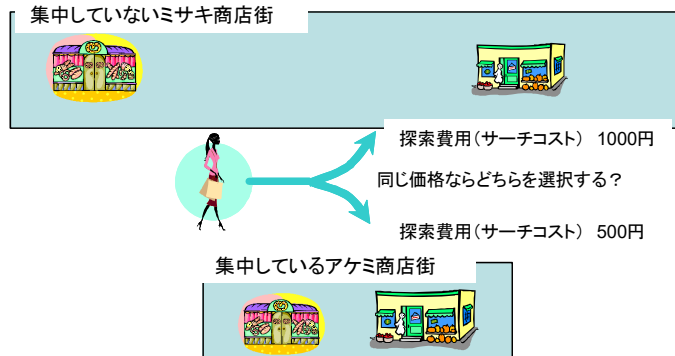 集中していないミサキ商店街
探索費用(サーチコスト) 1000円
同じ価格ならどちらを選択する?
探索費用(サーチコスト) 500円
集中しているアケミ商店街